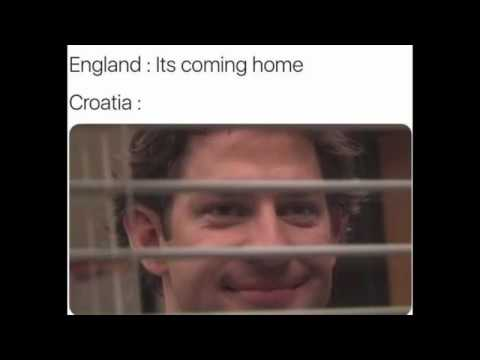 England : Its coming home
Croatia :